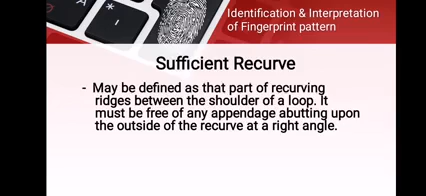 Identification & Interpretation
of Fingerprint pattern
Sufficient Recurve
- May be defined as that part of recurving
ridges between the shoulder of a loop. It
must be free of any appendage abutting upon
the outside of the recurve at a right angle.